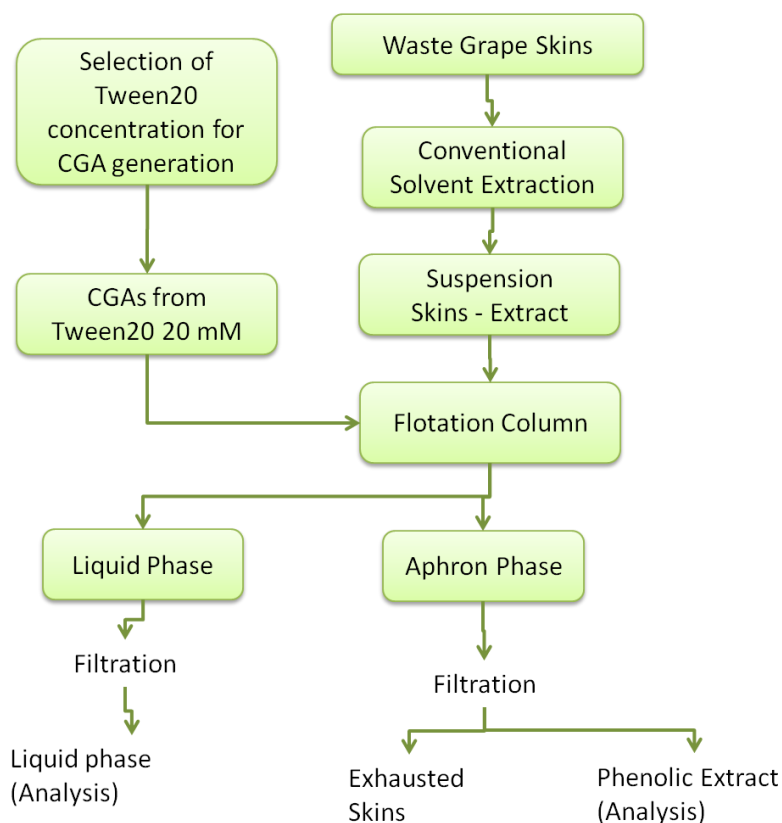 Selection of
Tween20
concentration for
CGA generation
Waste Grape Skins
Conventional
Solvent Extraction
Suspension
Skins - Extract
CGAs from
Tween20 20 mM
Flotation Column
Liquid Phase
Aphron Phase
Filtration
Filtration
Liquid phase
(Analysis)
Exhausted
Skins
Phenolic Extract
(Analysis)